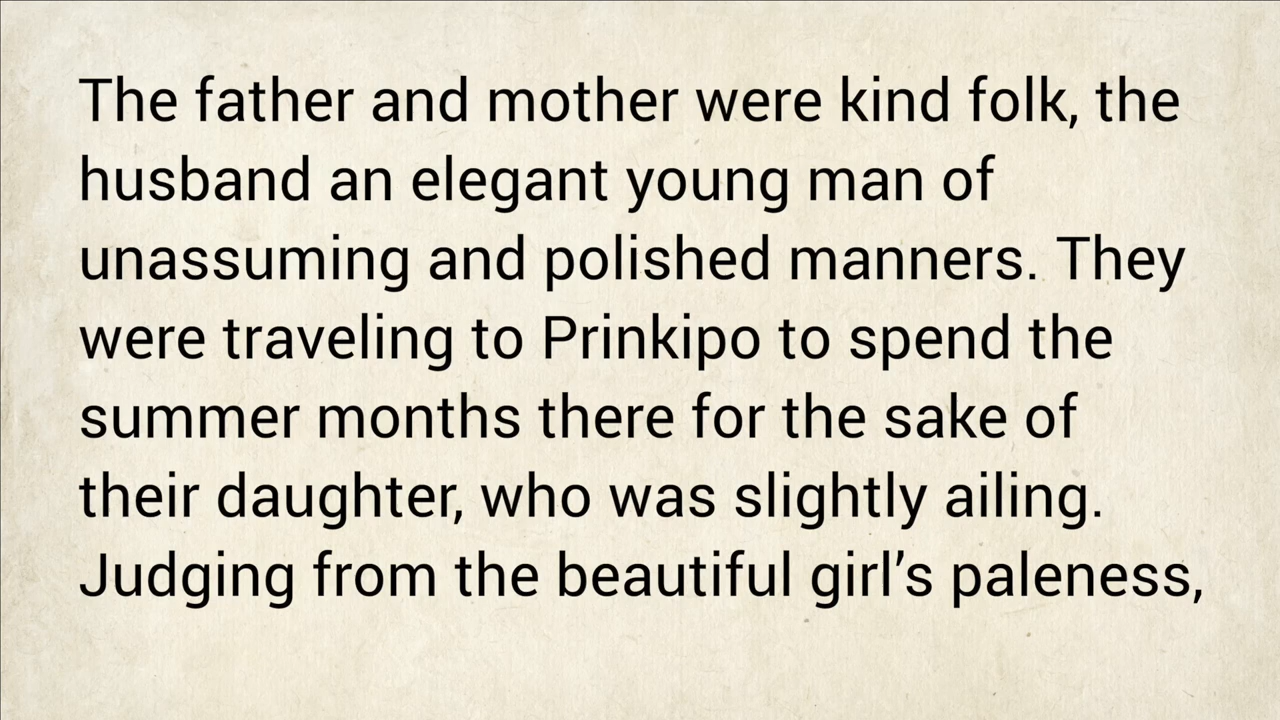 The father and mother were kind folk, the
husband an elegant young man of
unassuming and polished manners. They
were traveling to Prinkipo to spend the
summer months there for the sake of
their daughter, who was slightly ailing.
Judging from the beautiful girl’s paleness,